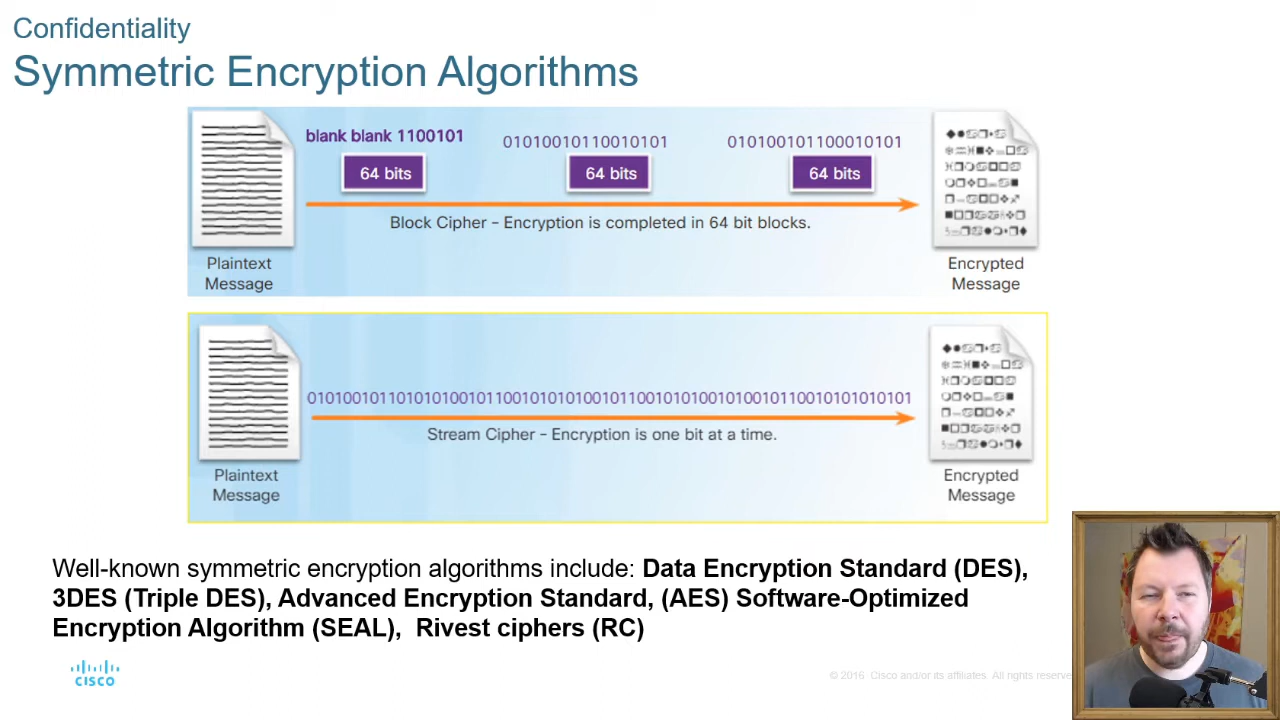 Confidentiality
Symmetric Encryption Algorithms
blank blank 1100101
01010010110010101
010100101100010101
64 bits
64 bits
64 bits
Block Cipher – Encryption is completed in 64 bit blocks.
Plaintext
Message
Encrypted
Message
Stream Cipher – Encryption is one bit at a time.
Plaintext
Message
Encrypted
Message
Well-known symmetric encryption algorithms include: Data Encryption Standard (DES),
3DES (Triple DES), Advanced Encryption Standard, (AES) Software-Optimized
Encryption Algorithm (SEAL), Rivest ciphers (RC)
CISCO
© 2016 Cisco and/or its affiliates. All rights reserve